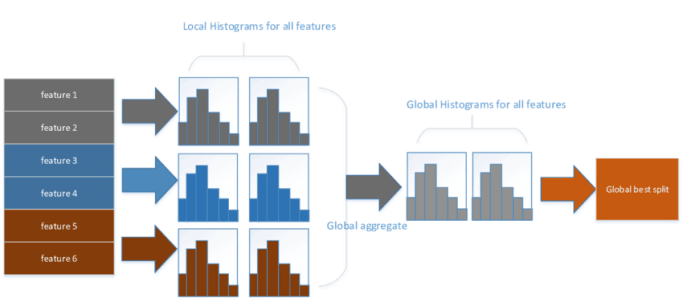 Local Histograms for all features
feature 1
feature 2
feature 3
feature 4
feature 5
feature 6
Global Histograms for all features
Global aggregate
Global best split